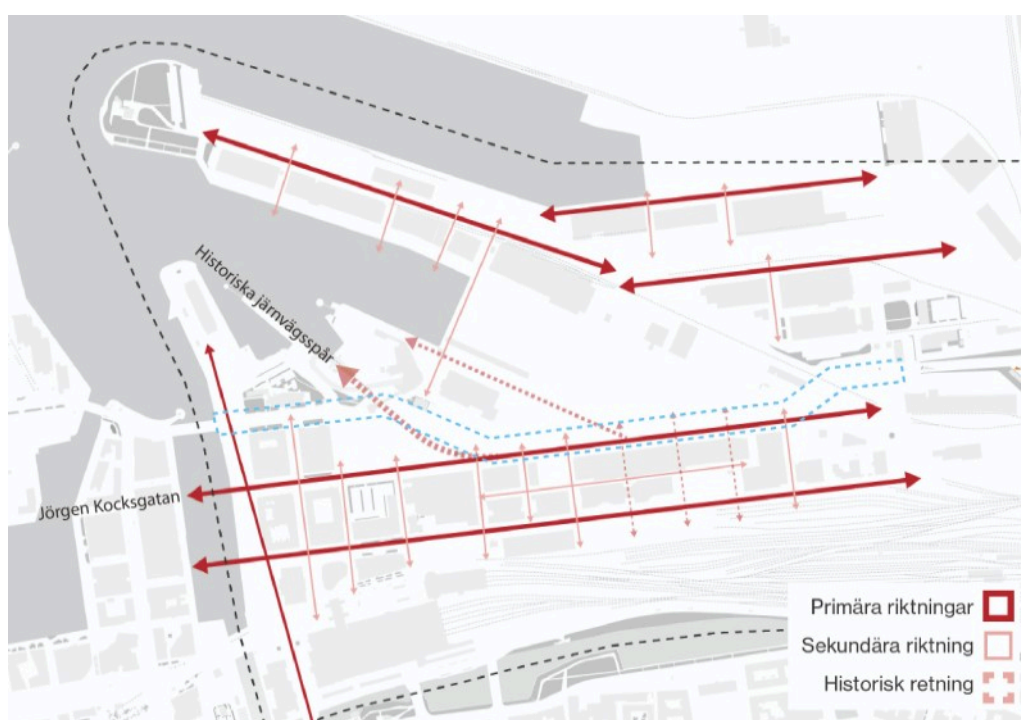 Historiska järnvägsspår
Jörgen Kocksgatan
Primära riktningar
Sekundära riktning
Historisk retning